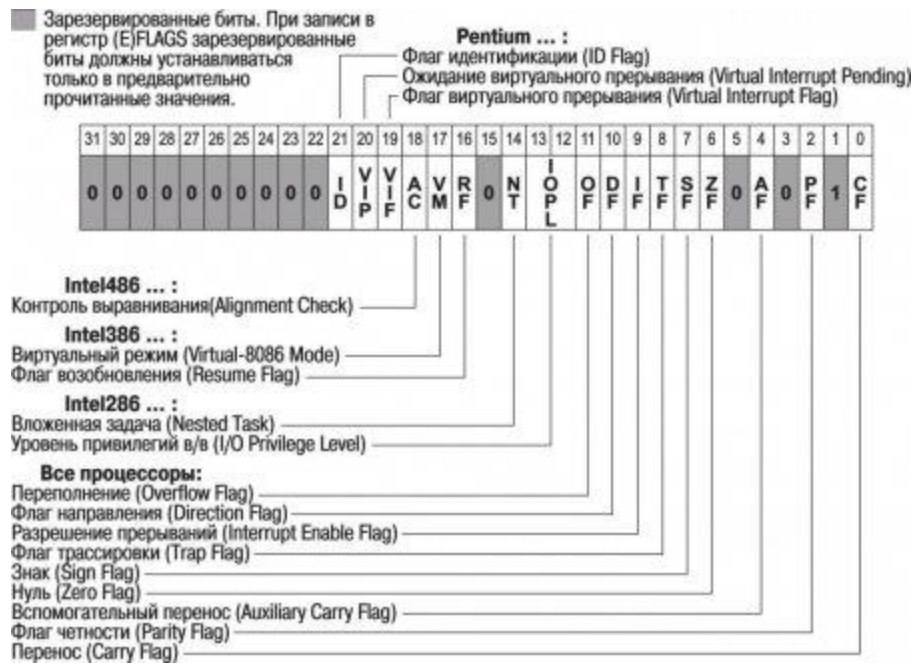 Зарезервированные биты. При записи в
регистр (E)FLAGS зарезервированные
биты должны устанавливаться
только в предварительно
прочитанные значения.
Pentium ... :
Флаг идентификации (ID Flag)
Ожидание виртуального прерывания (Virtual Interrupt Pending)
Флаг виртуального прерывания (Virtual Interrupt Flag)
31 30 29 28 27 26 25 24 23 22 21 20 19 18 17 16 15 14 13 12 11 10 9 8 7 6 5 4 3 2 1 0
0 0 0 0 0 0 0 0 0 0 ID VIP VIF AC VM RF 0 NT IOPL OF DF IF TF SF ZF 0 AF 0 PF 1 CF
Intel486 ... :
Контроль выравнивания(Alignment Check)
Intel386 ... :
Виртуальный режим (Virtual-8086 Mode)
Флаг возобновления (Resume Flag)
Intel286 ... :
Вложенная задача (Nested Task)
Уровень привилегий в/в (I/O Privilege Level)
Все процессоры:
Переполнение (Overflow Flag)
Флаг направления (Direction Flag)
Разрешение прерываний (Interrupt Enable Flag)
Флаг трассировки (Trap Flag)
Знак (Sign Flag)
Нуль (Zero Flag)
Вспомогательный перенос (Auxiliary Carry Flag)
Флаг четности (Parity Flag)
Перенос (Carry Flag)